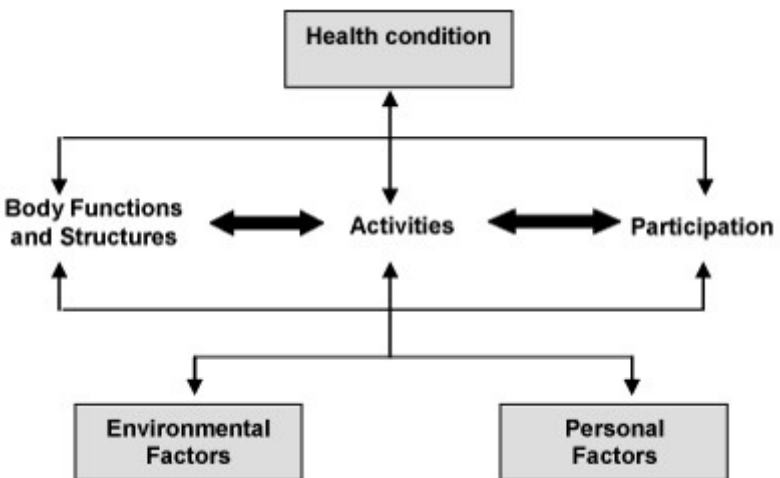 Health condition
Body Functions
and Structures
Activities
Participation
Environmental
Factors
Personal
Factors